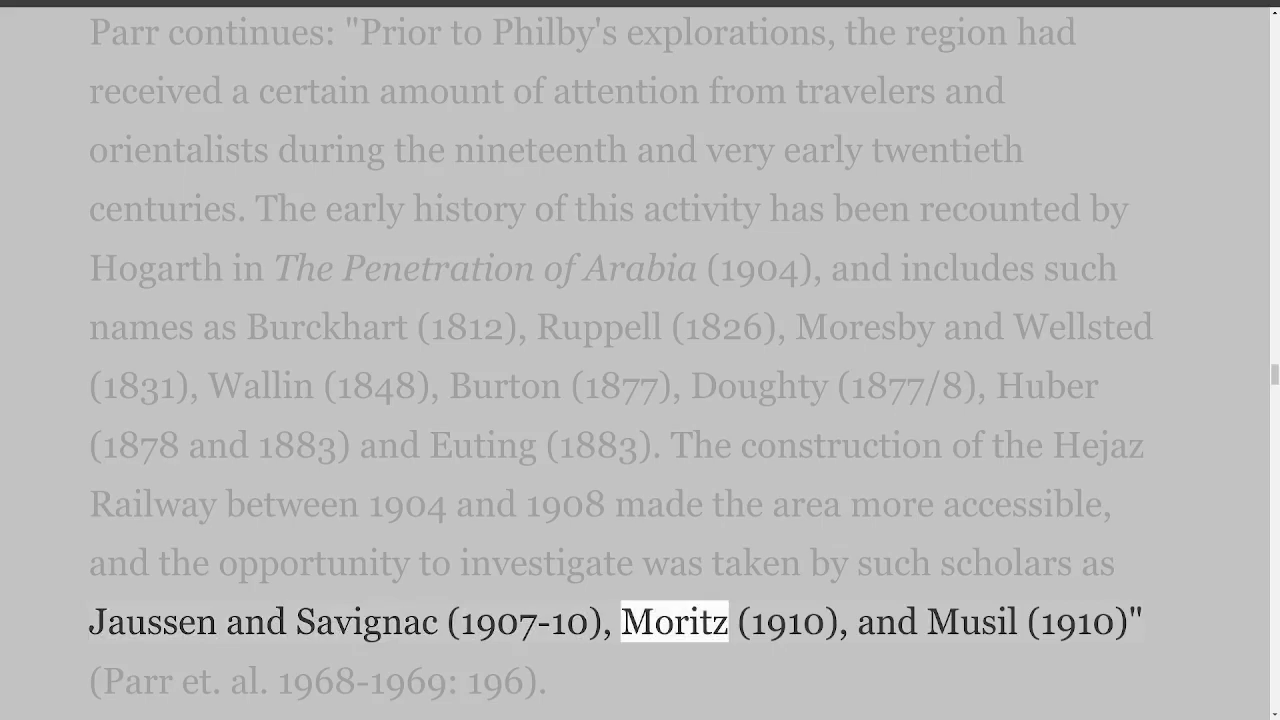 Parr continues: "Prior to Philby's explorations, the region had
received a certain amount of attention from travelers and
orientalists during the nineteenth and very early twentieth
centuries. The early history of this activity has been recounted by
Hogarth in The Penetration of Arabia (1904), and includes such
names as Burckhart (1812), Ruppell (1826), Moresby and Wellsted
(1831), Wallin (1848), Burton (1877), Doughty (1877/8), Huber
(1878 and 1883) and Euting (1883). The construction of the Hejaz
Railway between 1904 and 1908 made the area more accessible,
and the opportunity to investigate was taken by such scholars as
Jaussen and Savignac (1907-10), Moritz (1910), and Musil (1910)"
(Parr et. al. 1968-1969: 196).